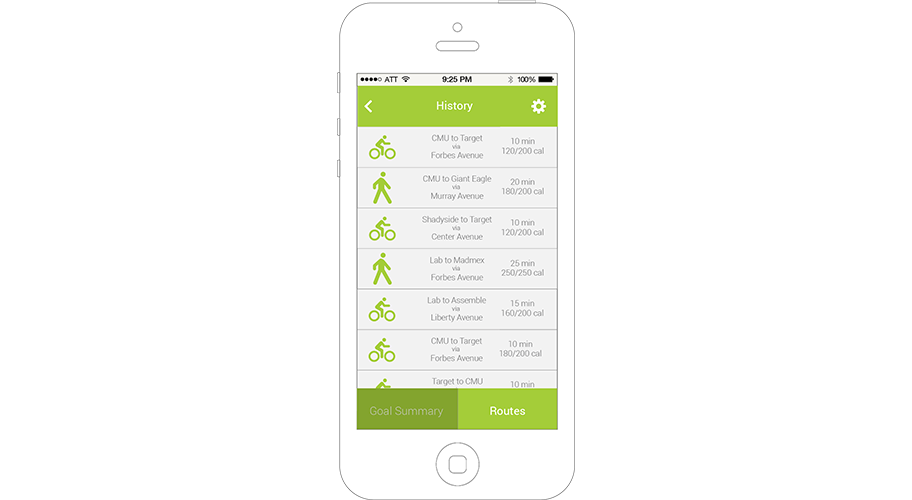 ATT 9:25 PM 100%
History
CMU to Target
via
Forbes Avenue
10 min
120/200 cal
CMU to Giant Eagle
via
Murray Avenue
20 min
180/200 cal
Shadyside to Target
via
Center Avenue
10 min
120/200 cal
Lab to Madmex
via
Forbes Avenue
25 min
250/250 cal
Lab to Assemble
via
Liberty Avenue
15 min
160/200 cal
CMU to Target
via
Forbes Avenue
10 min
180/200 cal
Target to CMU
10 min
Goal Summary
Routes